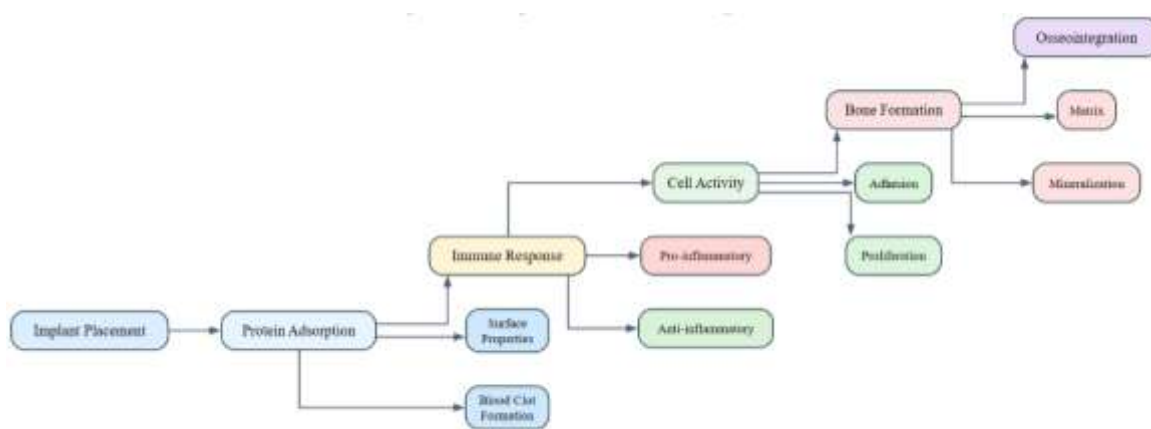 Osseointegration
Bone Formation
Matrix
Cell Activity
Adhesion
Mineralization
Immune Response
Pro-inflammatory
Proliferation
Implant Placement
Protein Adsorption
Surface
Properties
Anti-inflammatory
Blood Clot
Formation